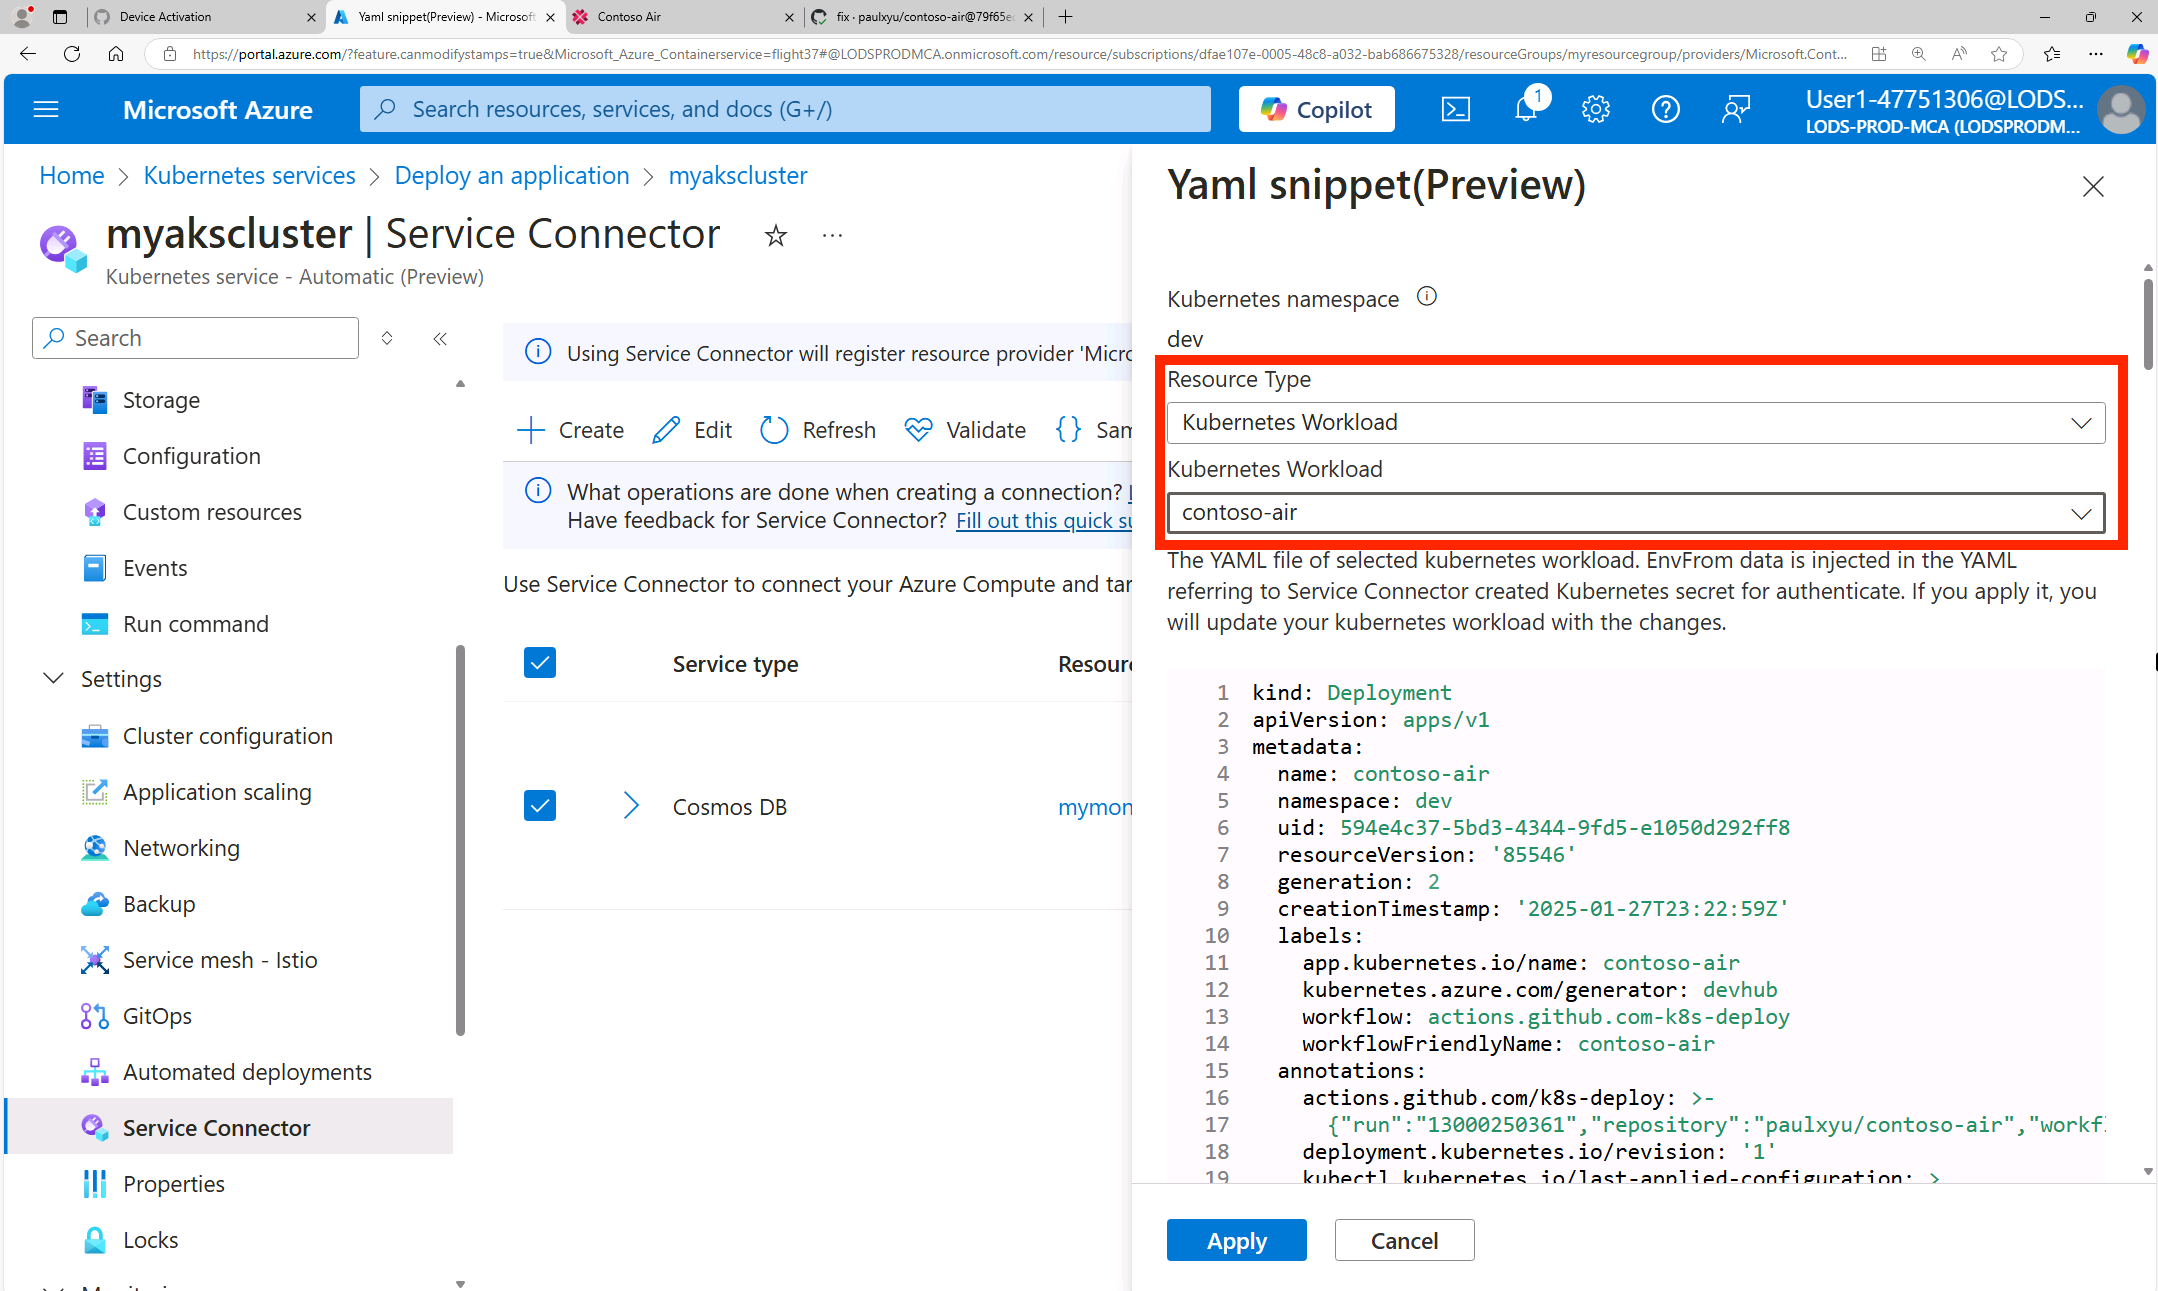 Device Activation
Yaml snippet(Preview) - Microsoft
Contoso Air
fix · paulxyu/contoso-air@79f65e
https://portal.azure.com/?feature.canmodifystamps=true&Microsoft_Azure_Containerservice=flight37#@LODSPRODMCA.onmicrosoft.com/resource/subscriptions/dfae107e-0005-48c8-a032-bab686675328/resourceGroups/myresourcegroup/providers/Microsoft.Cont...
Microsoft Azure
Search resources, services, and docs (G+/)
Copilot
1
User1-47751306@LODS...
LODS-PROD-MCA (LODSPRODM...
Home > Kubernetes services > Deploy an application > myakscluster
myakscluster | Service Connector
Kubernetes service - Automatic (Preview)
Search
Storage
Configuration
Custom resources
Events
Run command
Settings
Cluster configuration
Application scaling
Networking
Backup
Service mesh - Istio
GitOps
Automated deployments
Service Connector
Properties
Locks
Using Service Connector will register resource provider 'Micro
Create
Edit
Refresh
Validate
Sam
What operations are done when creating a connection?
Have feedback for Service Connector? Fill out this quick su
Use Service Connector to connect your Azure Compute and tar
Service type
Resourc
Cosmos DB
mymon
Yaml snippet(Preview)
Kubernetes namespace
dev
Resource Type
Kubernetes Workload
Kubernetes Workload
contoso-air
The YAML file of selected kubernetes workload. EnvFrom data is injected in the YAML
referring to Service Connector created Kubernetes secret for authenticate. If you apply it, you
will update your kubernetes workload with the changes.
1 kind: Deployment
2 apiVersion: apps/v1
3 metadata:
4 name: contoso-air
5 namespace: dev
6 uid: 594e4c37-5bd3-4344-9fd5-e1050d292ff8
7 resourceVersion: '85546'
8 generation: 2
9 creationTimestamp: '2025-01-27T23:22:59Z'
10 labels:
11 app.kubernetes.io/name: contoso-air
12 kubernetes.azure.com/generator: devhub
13 workflow: actions.github.com-k8s-deploy
14 workflowFriendlyName: contoso-air
15 annotations:
16 actions.github.com/k8s-deploy: >-
17 {"run":"13000250361","repository":"paulxyu/contoso-air","workf
18 deployment.kubernetes.io/revision: '1'
19 kubectl.kubernetes.io/last-applied-configuration: >
Apply
Cancel